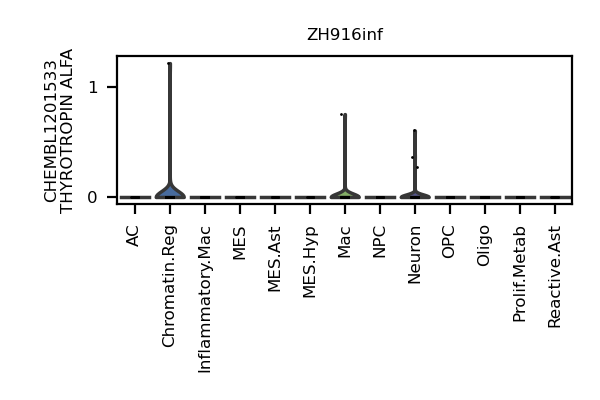 ZH916inf
CHEMBL1201533
THYROTROPIN ALFA
1
0
AC
Chromatin.Reg
Inflammatory.Mac
MES
MES.Ast
MES.Hyp
Mac
NPC
Neuron
OPC
Oligo
Prolif.Metab
Reactive.Ast